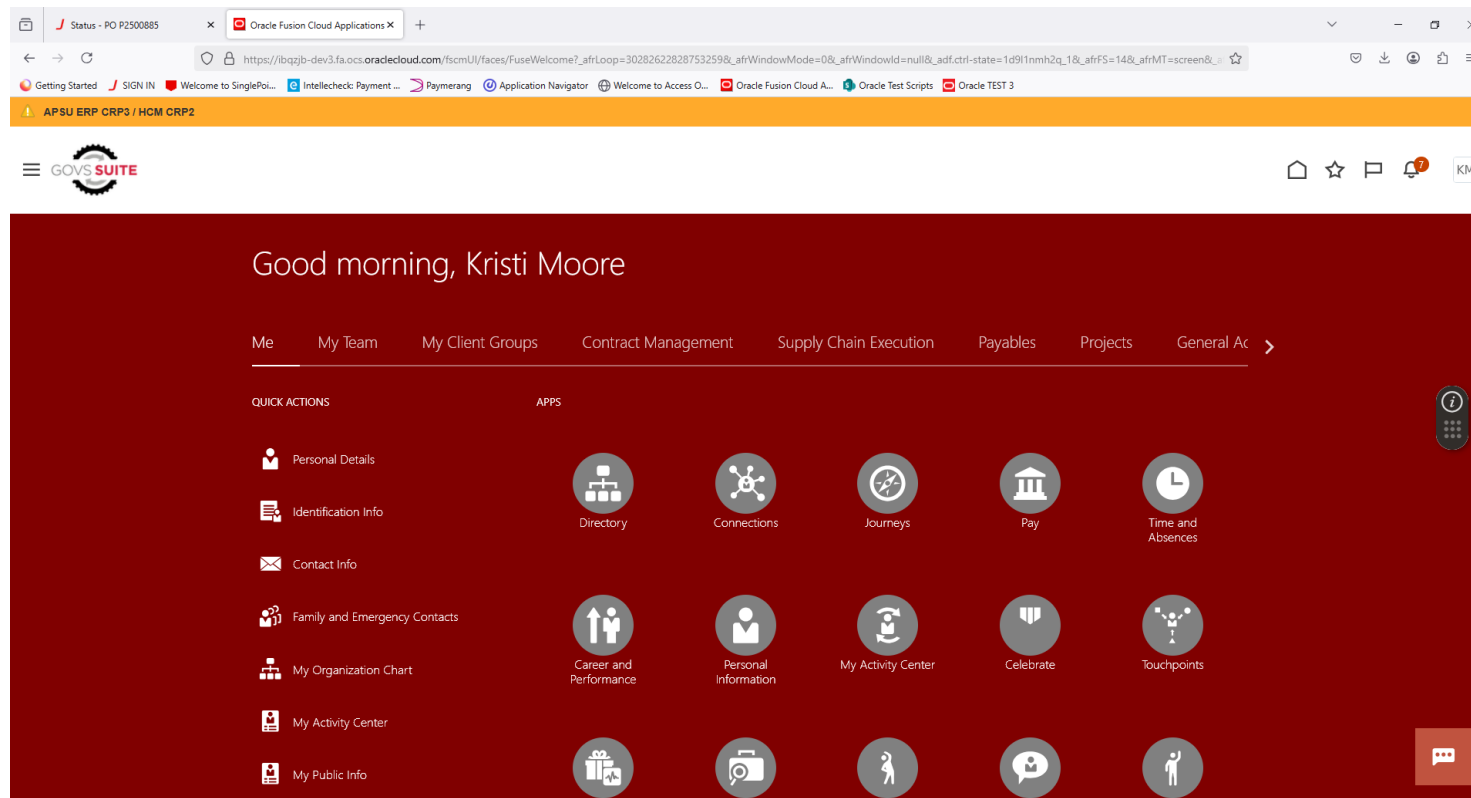 Status - PO P2500885
Oracle Fusion Cloud Applications
https://ibqzjb-dev3.fa.ocs.oraclecloud.com/fscmUI/faces/FuseWelcome?_afrLoop=30282622828753259&_afrWindowMode=0&_afrWindowId=null&_adf.ctrl-state=1d9l1nmh2q_1&_afrFS=14&_afrMT=screen&_
Getting Started SIGN IN Welcome to SinglePoi... Intellecheck: Payment ... Paymerang Application Navigator Welcome to Access O... Oracle Fusion Cloud A... Oracle Test Scripts Oracle TEST 3
APSU ERP CRP3 / HCM CRP2
GOVS SUITE
7
KM
Good morning, Kristi Moore
Me My Team My Client Groups Contract Management Supply Chain Execution Payables Projects General Ac
QUICK ACTIONS
APPS
Personal Details
Identification Info
Contact Info
Family and Emergency Contacts
My Organization Chart
My Activity Center
My Public Info
Directory
Connections
Journeys
Pay
Time and
Absences
Career and
Performance
Personal
Information
My Activity Center
Celebrate
Touchpoints